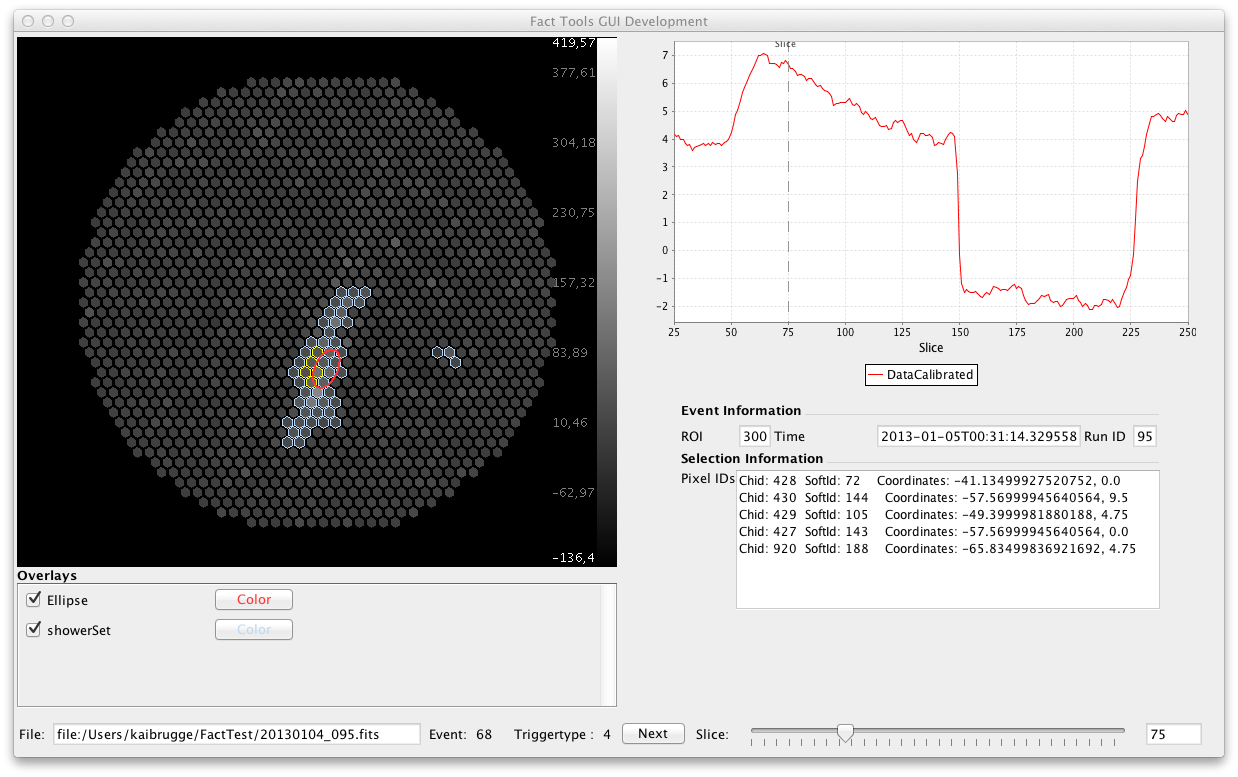 Fact Tools GUI Development
419,57
377,61
304,18
230,75
157,32
83,89
10,46
-62,97
-136,4
Slice
7
6
5
4
3
2
1
0
-1
-2
25 50 75 100 125 150 175 200 225 250
Slice
DataCalibrated
Event Information
ROI 300 Time 2013-01-05T00:31:14.329558 Run ID 95
Selection Information
Pixel IDs
Chid: 428 SoftId: 72 Coordinates: -41.13499927520752, 0.0
Chid: 430 SoftId: 144 Coordinates: -57.56999945640564, 9.5
Chid: 429 SoftId: 105 Coordinates: -49.3999981880188, 4.75
Chid: 427 SoftId: 143 Coordinates: -57.56999945640564, 0.0
Chid: 920 SoftId: 188 Coordinates: -65.83499836921692, 4.75
Overlays
Ellipse Color
showerSet Color
File: file:/Users/kaibrugge/FactTest/20130104_095.fits Event: 68 Triggertype : 4 Next Slice: 75